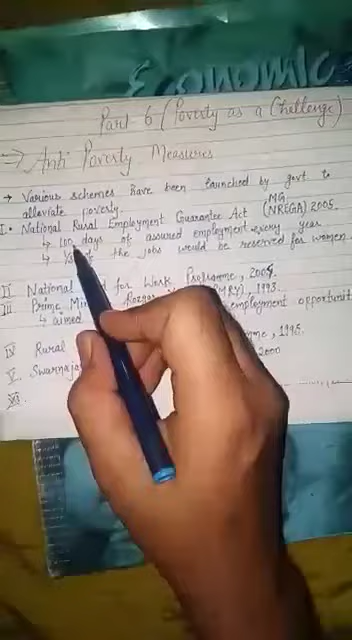 Economic
Part 6 (Poverty as a Challenge)
⇒ Anti Poverty Measures
→ Various schemes have been launched by govt to
alleviate poverty.
MG
I. National Rural Employment Guarantee Act (NREGA) 2005.
↳ 100 days of assured employment every year
↳ of the jobs would be reserved for women.
II National for Work Programme, 2004
III Prime Rozgar (PMRY), 1993.
↳ aimed employment opportuniti
IV Rural 1995
V. Swarnaja 2000